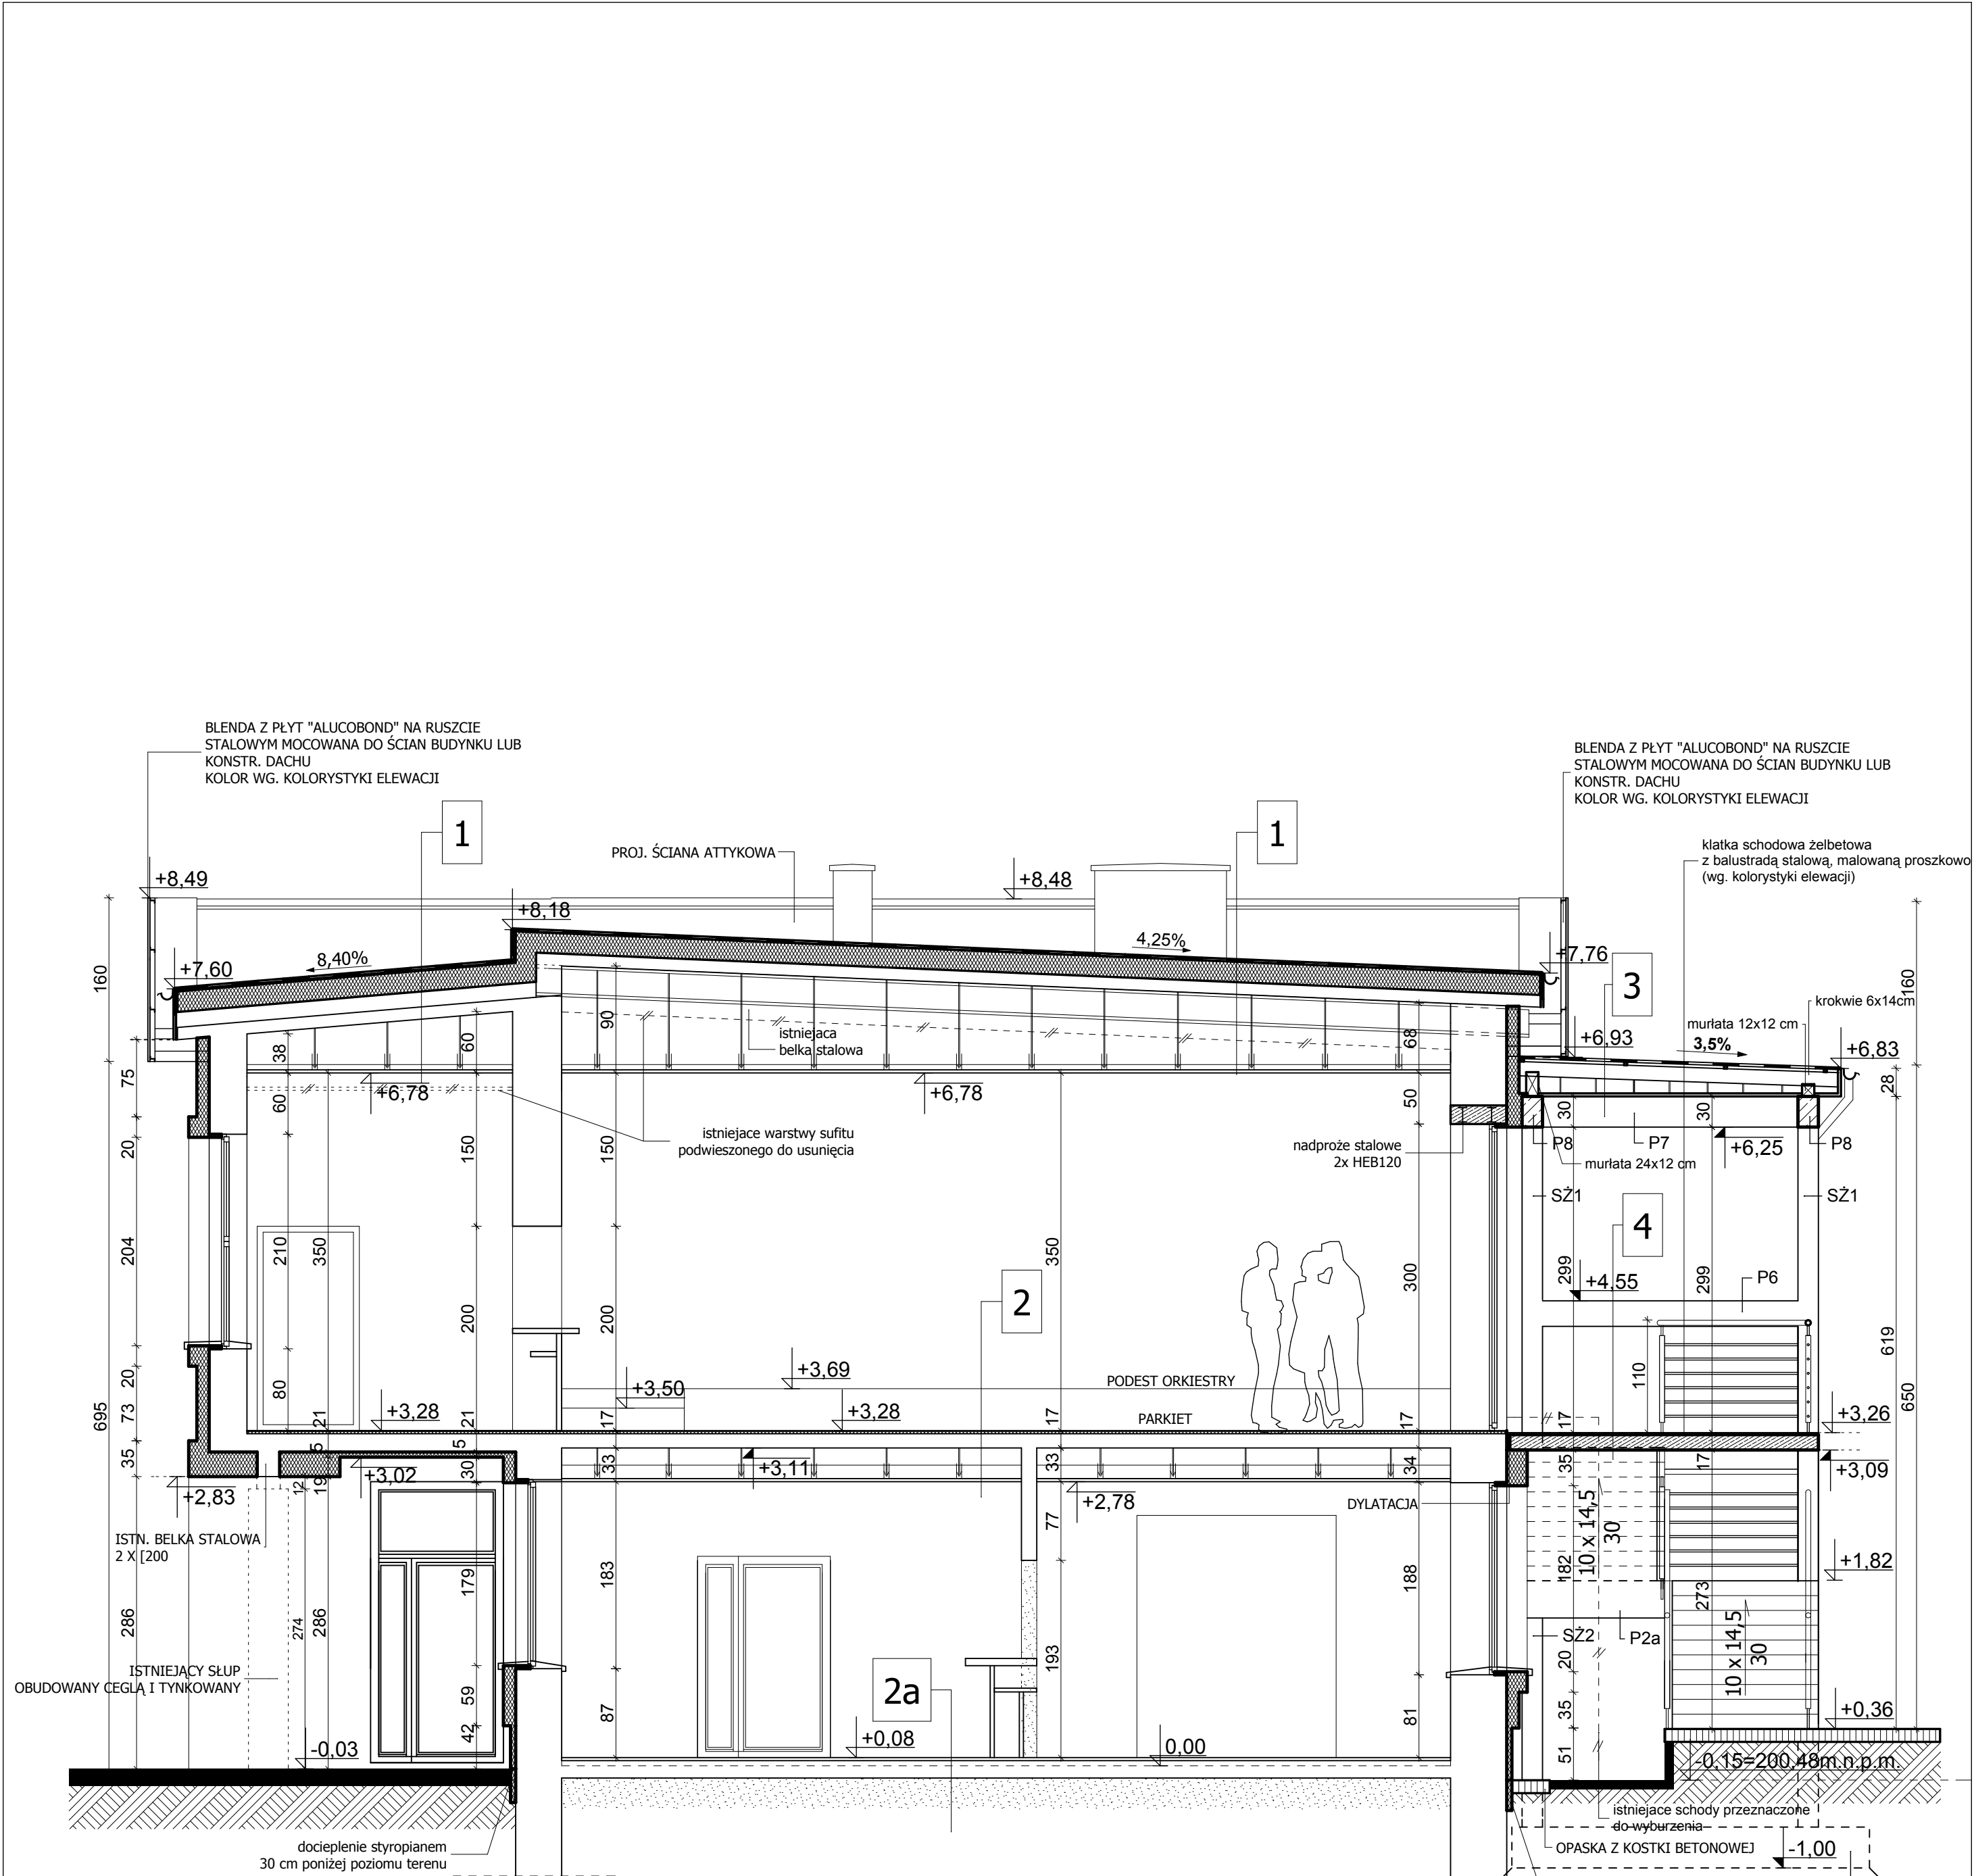 BLENDA Z PŁYT "ALUCOBOND" NA RUSZCIE
STALOWYM MOCOWANA DO ŚCIAN BUDYNKU LUB
KONSTR. DACHU
KOLOR WG. KOLORYSTYKI ELEWACJI
BLENDA Z PŁYT "ALUCOBOND" NA RUSZCIE
STALOWYM MOCOWANA DO ŚCIAN BUDYNKU LUB
KONSTR. DACHU
KOLOR WG. KOLORYSTYKI ELEWACJI
1
1
PROJ. ŚCIANA ATTYKOWA
klatka schodowa żelbetowa
z balustradą stalową, malowaną proszkowo
(wg. kolorystyki elewacji)
+8,49
+8,48
+8,18
8,40%
4,25%
+7,60
+7,76
3
160
160
krokwie 6x14cm
murłata 12x12 cm
3,5%
+6,93
+6,83
90
istniejaca
belka stalowa
68
38
60
75
28
+6,78
+6,78
60
50
30
30
istniejace warstwy sufitu
podwieszonego do usunięcia
nadproże stalowe
2x HEB120
P8
P7
+6,25
P8
murłata 24x12 cm
20
150
150
SŻ1
SŻ1
4
204
210
350
350
300
299
299
+4,55
P6
2
200
200
619
110
20
80
+3,69
+3,50
PODEST ORKIESTRY
PARKIET
650
695
73
21
+3,28
21
17
+3,28
17
17
17
+3,26
35
5
5
30
33
+3,11
33
34
35
17
+3,09
+3,02
12
19
+2,83
+2,78
DYLATACJA
77
10 x 14,5
30
ISTN. BELKA STALOWA
2 X [200
179
183
188
182
+1,82
273
286
274
286
SŻ2
P2a
10 x 14,5
30
ISTNIEJĄCY SŁUP
OBUDOWANY CEGŁĄ I TYNKOWANY
193
20
2a
59
87
81
35
42
+0,36
-0,03
+0,08
0,00
51
-0,15=200,48m.n.p.m.
istniejace schody przeznaczone
do wyburzenia
docieplenie styropianem
30 cm poniżej poziomu terenu
OPASKA Z KOSTKI BETONOWEJ
-1,00